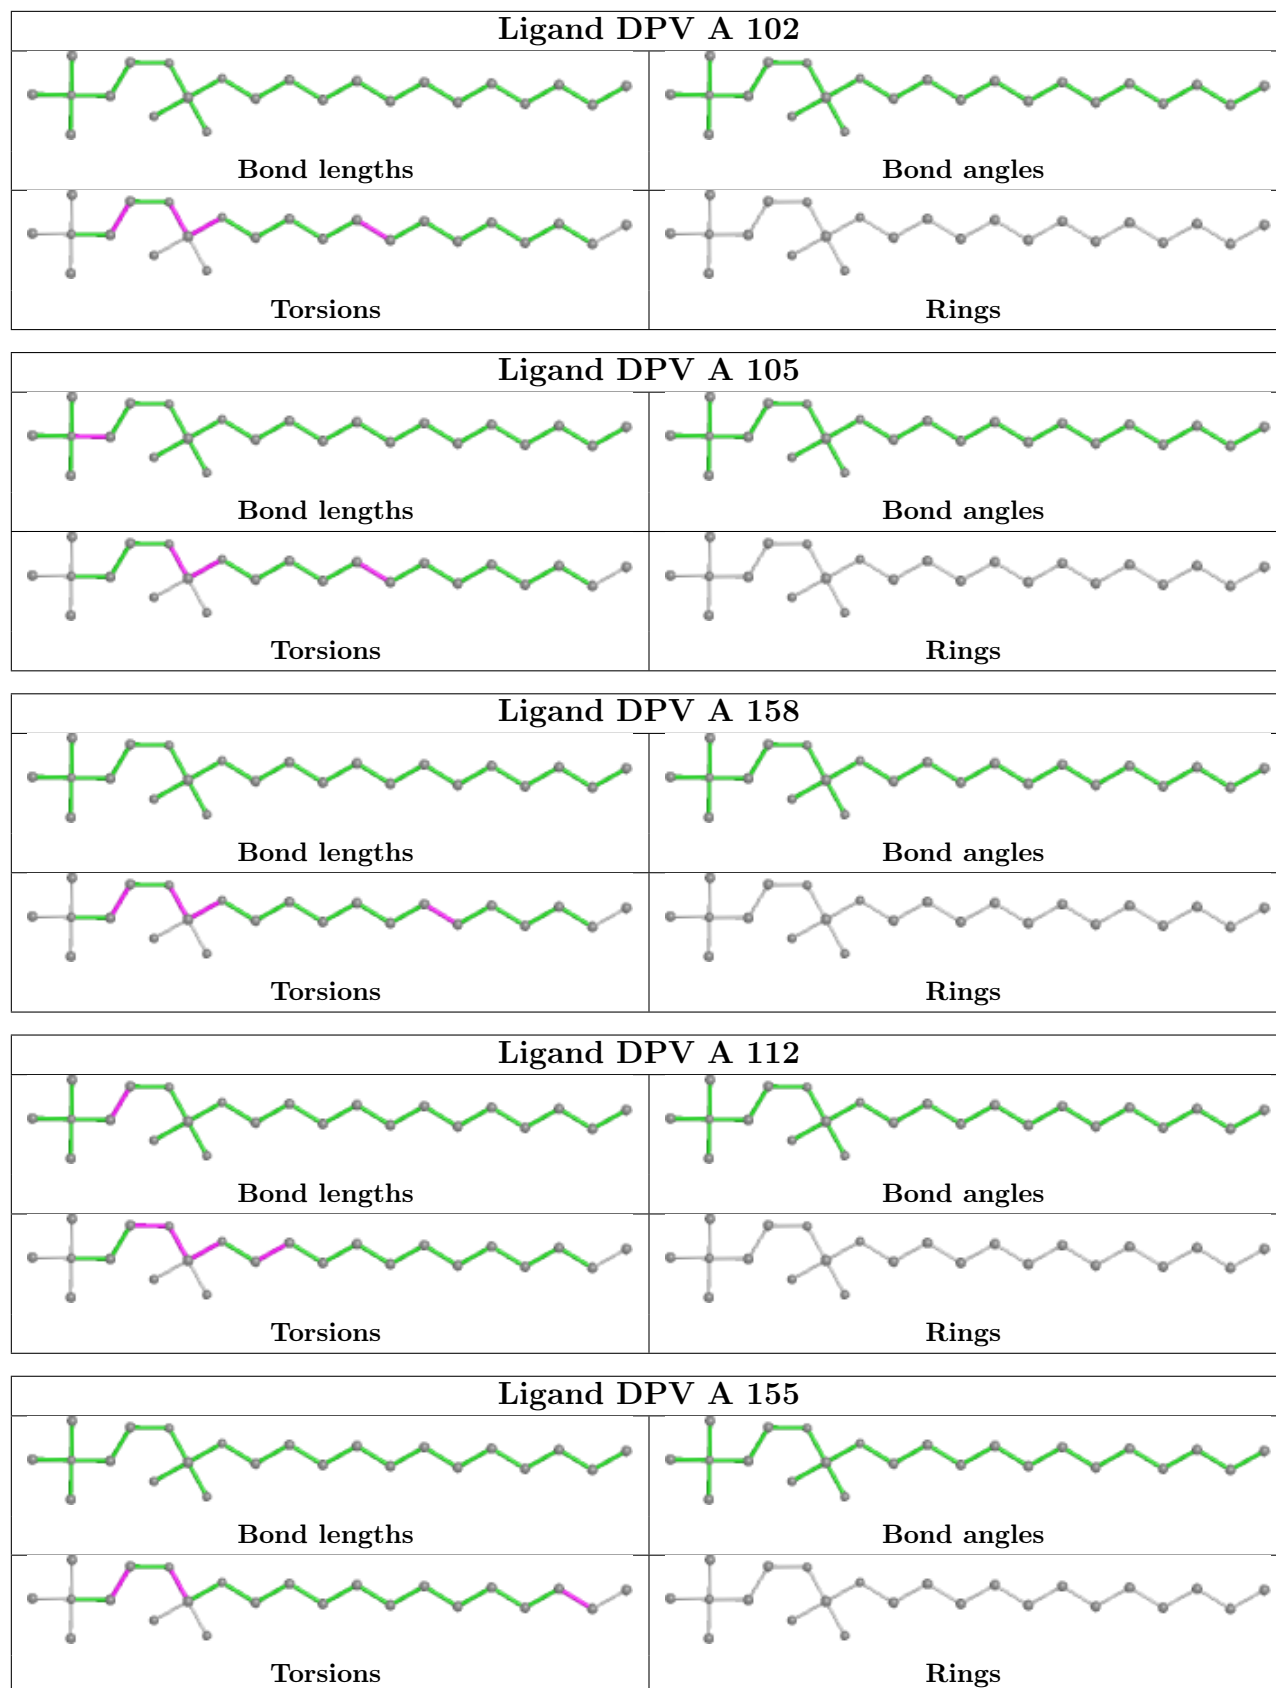 Ligand DPV A 102
Bond lengths
Bond angles
Torsions
Rings
Ligand DPV A 105
Bond lengths
Bond angles
Torsions
Rings
Ligand DPV A 158
Bond lengths
Bond angles
Torsions
Rings
Ligand DPV A 112
Bond lengths
Bond angles
Torsions
Rings
Ligand DPV A 155
Bond lengths
Bond angles
Torsions
Rings